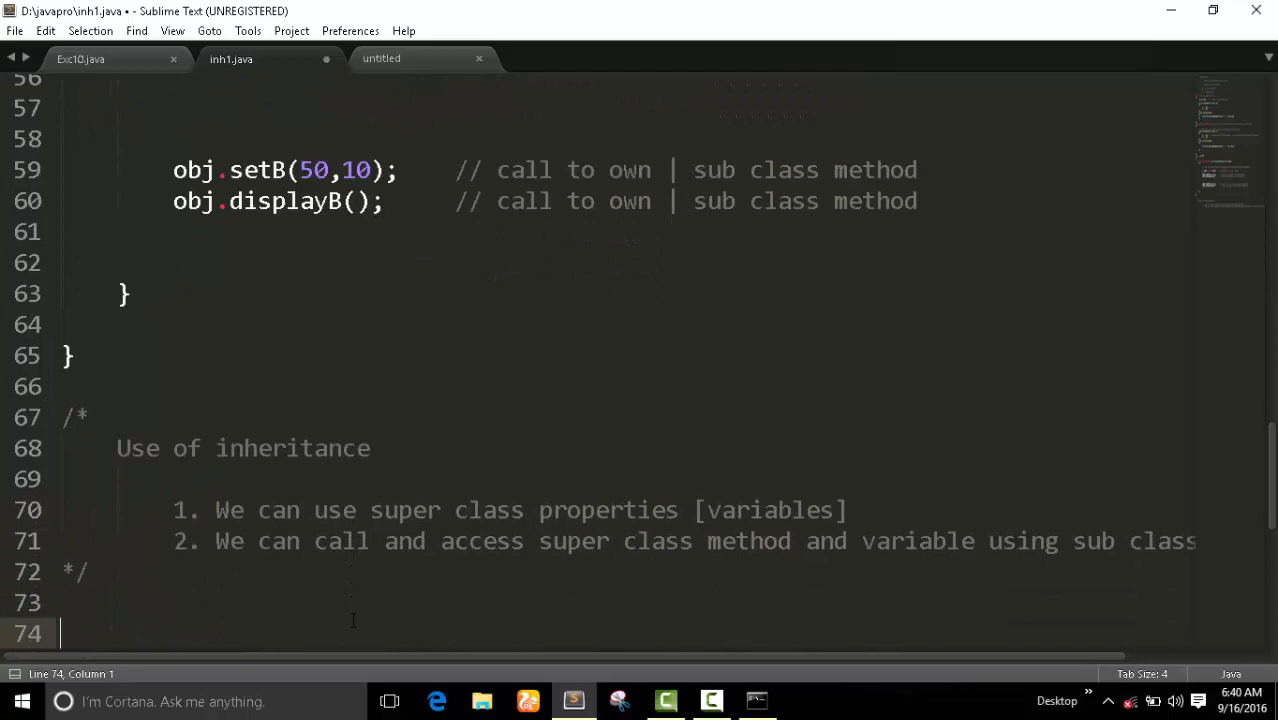 D:\javapro\inh1.java • - Sublime Text (UNREGISTERED)
File Edit Selection Find View Goto Tools Project Preferences Help
Exc10.java inh1.java untitled
56
57
58
59 obj.setB(50,10); // call to own | sub class method
60 obj.displayB(); // call to own | sub class method
61
62
63 }
64
65 }
66
67 /*
68 Use of inheritance
69
70 1. We can use super class properties [variables]
71 2. We can call and access super class method and variable using sub class
72 */
73
74
Line 74, Column 1 Tab Size: 4 Java
I'm Cortana. Ask me anything. Desktop 6:40 AM
9/16/2016